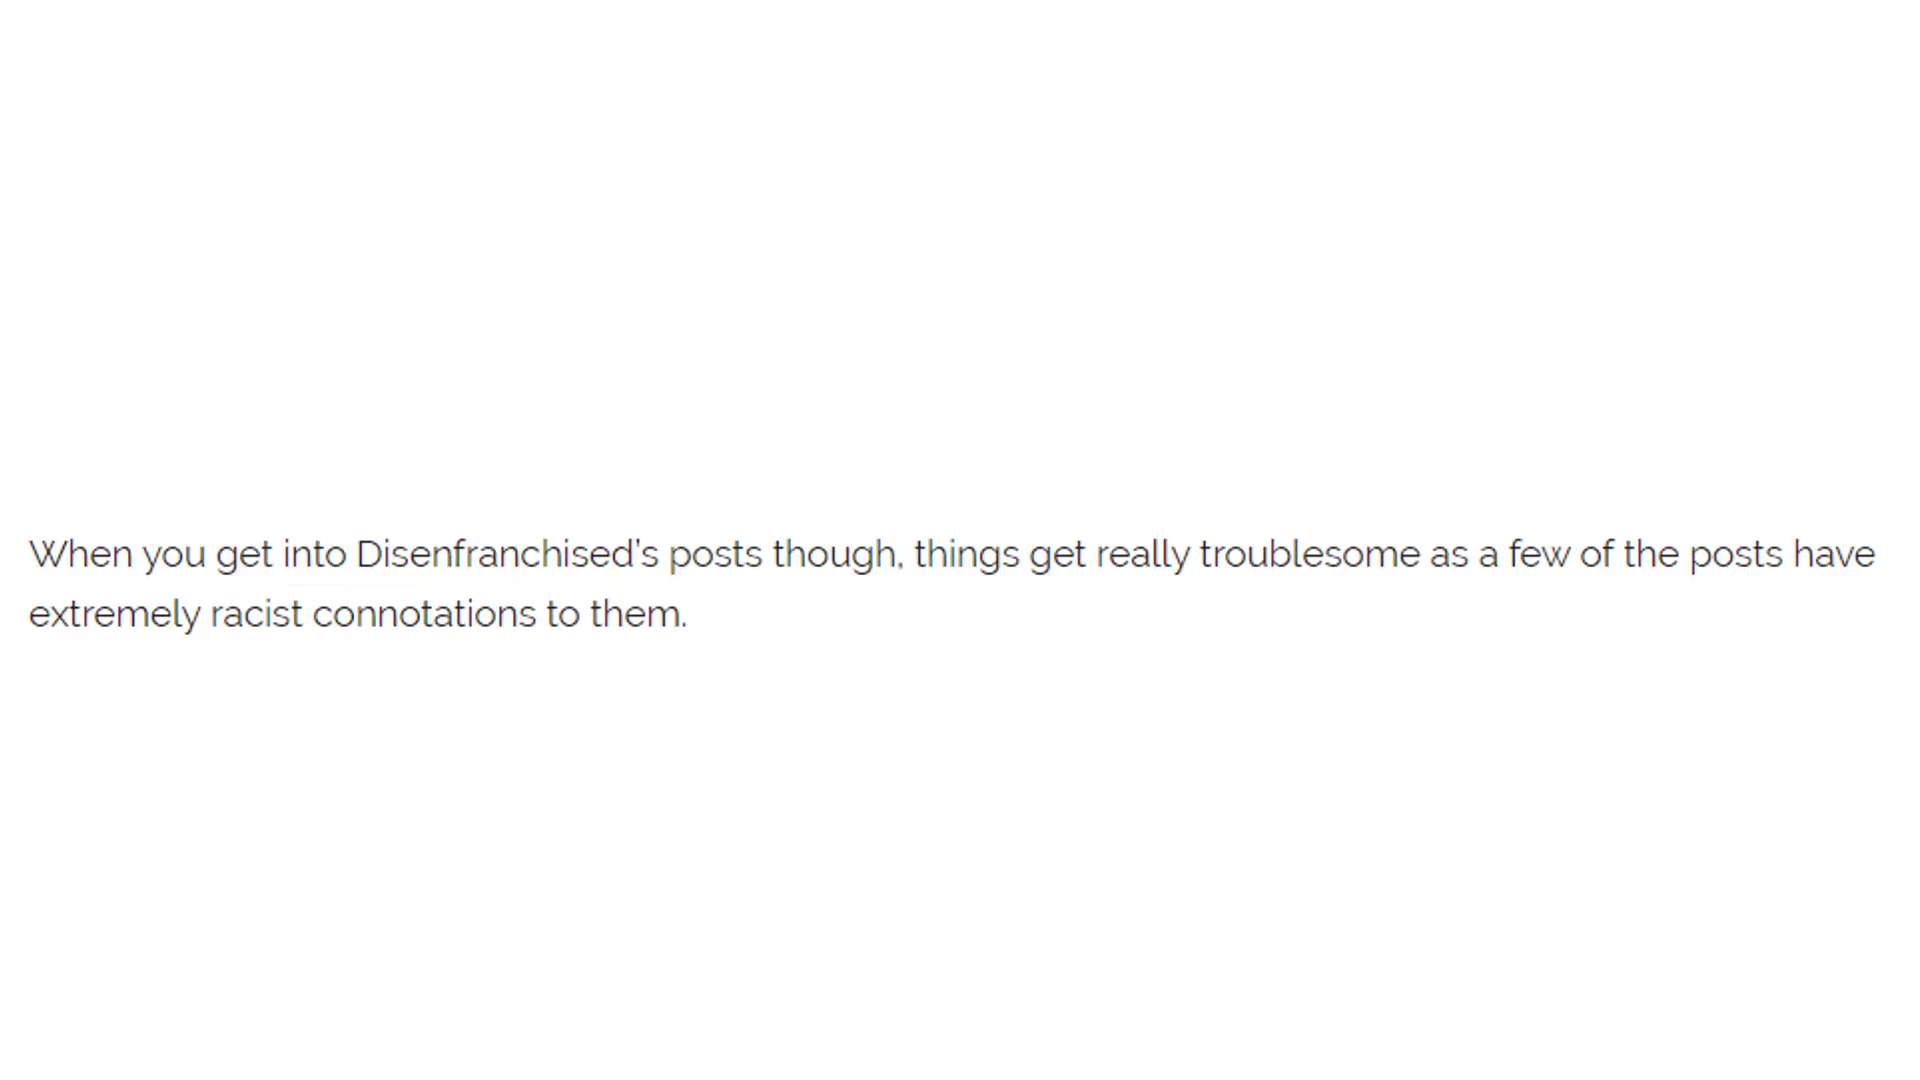 When you get into Disenfranchised’s posts though, things get really troublesome as a few of the posts have
extremely racist connotations to them.